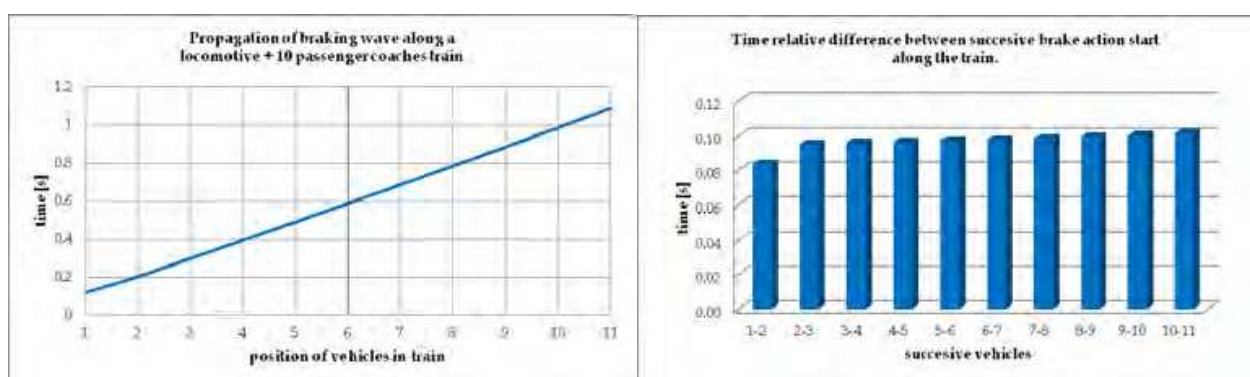 Propagation of braking wave along a
locomotive + 10 passenger coaches train
1.2
1
0.8
0.6
0.4
0.2
0
time [s]
1 2 3 4 5 6 7 8 9 10 11
position of vehicles in train
Time relative difference between succesive brake action start
along the train.
0.12
0.10
0.08
0.06
0.04
0.02
0.00
time [s]
1-2 2-3 3-4 4-5 5-6 6-7 7-8 8-9 9-10 10-11
succesive vehicles